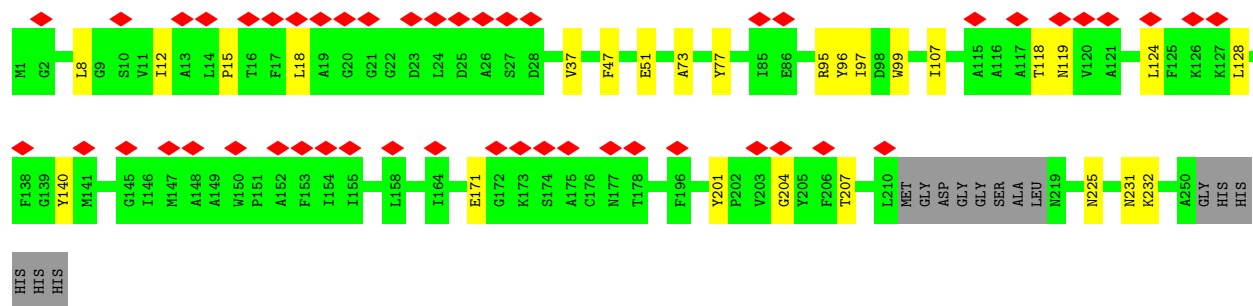 M1 G2 L8 G9 S10 V11 I12 A13 L14 P15 T16 F17 L18 A19 G20 G21 G22 D23 L24 D25 A26 S27 D28 V37 F47 E51 A73 Y77 I85 E86 R95 Y96 I97 D98 W99 I107 A115 A116 A117 T118 N119 V120 A121 L124 F125 K126 K127 L128
F138 G139 Y140 M141 G145 I146 M147 A148 A149 W150 P151 A152 F153 I154 I155 L158 I164 E171 G172 K173 S174 A175 C176 N177 T178 F196 Y201 P202 V203 G204 Y205 F206 T207 L210 MET GLY ASP GLY GLY SER ALA LEU N219 N225 N231 K232 A250 GLY HIS HIS
HIS HIS HIS